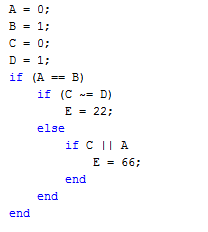 A = 0;
B = 1;
C = 0;
D = 1;
if (A == B)
    if (C ~= D)
        E = 22;
    else
        if C || A
            E = 66;
        end
    end
end